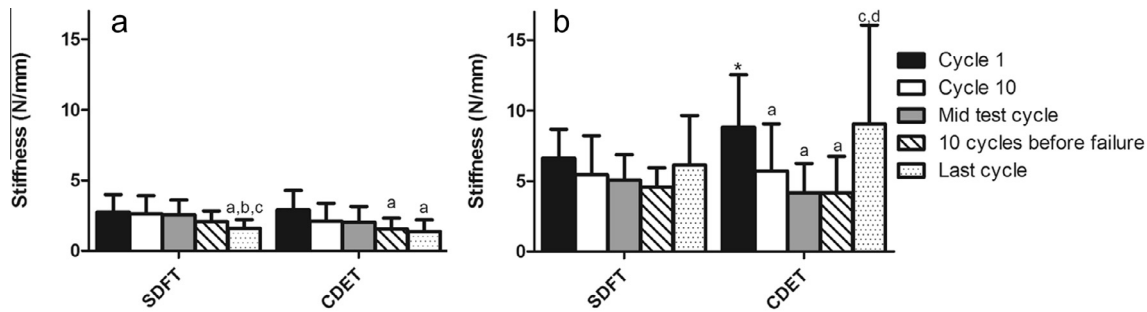 a
Stiffness (N/mm)
15
10
5
0
a,b,c
a
a
SDFT
CDET
b
Stiffness (N/mm)
15
10
5
0
*
a
a
a
c,d
SDFT
CDET
Cycle 1
Cycle 10
Mid test cycle
10 cycles before failure
Last cycle